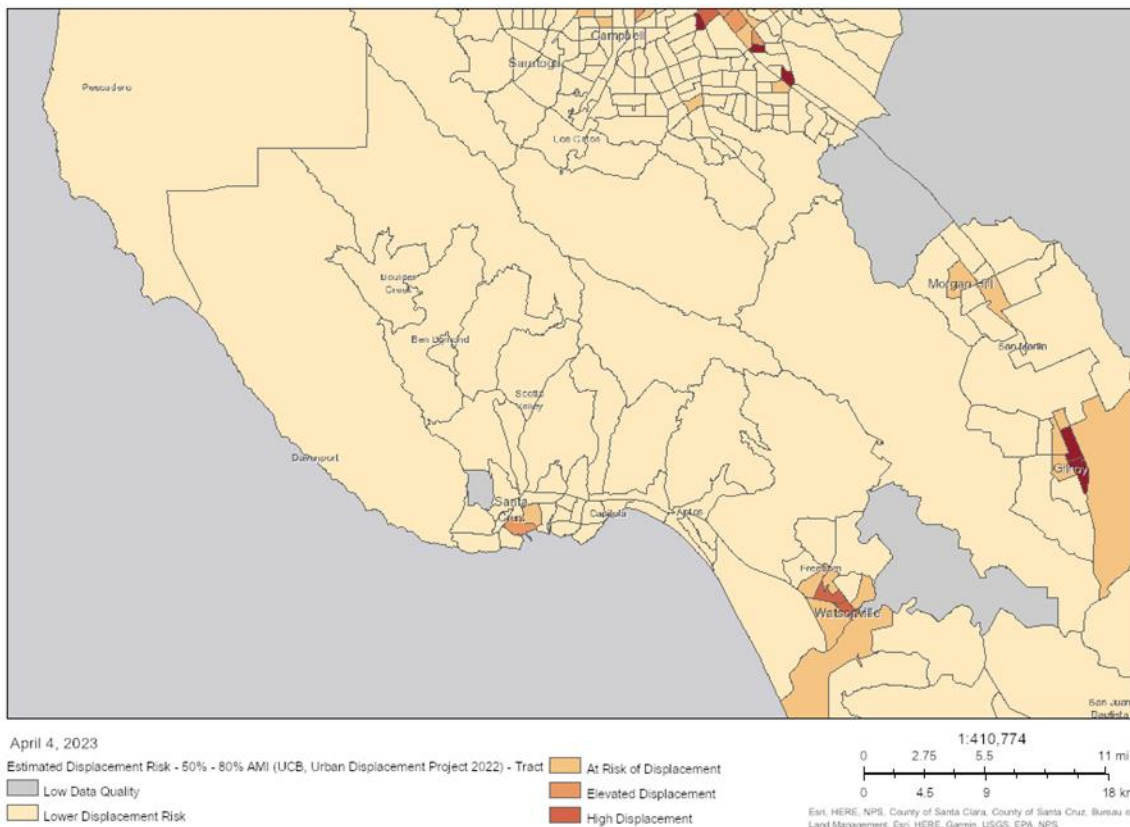 Campbell
Saratoga
Pescadero
Los Gatos
Boulder
Creek
Morgan Hill
Ben Lomond
San Martin
Scotts
Valley
Davenport
Gilroy
Santa
Cruz
Capitola
Aptos
Freedom
Watsonville
San Juan
Bautista
April 4, 2023
Estimated Displacement Risk - 50% - 80% AMI (UCB, Urban Displacement Project 2022) - Tract
Low Data Quality
Lower Displacement Risk
At Risk of Displacement
Elevated Displacement
High Displacement
1:410,774
0 2.75 5.5 11 mi
0 4.5 9 18 km
Esri, HERE, NPS, County of Santa Clara, County of Santa Cruz, Bureau o
Land Management, Esri, HERE, Garmin, USGS, EPA, NPS